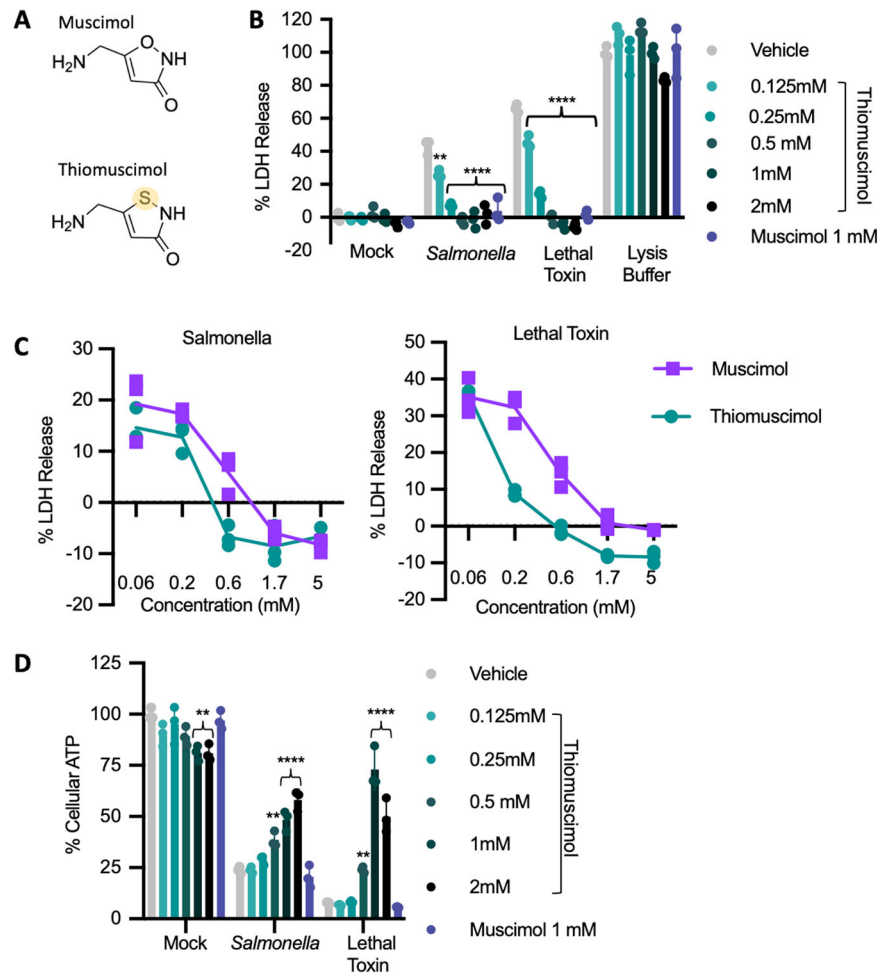 A
Muscimol
O
NH
H₂N
O
Thiomuscimol
S
NH
H₂N
O
B
% LDH Release
120
100
80
60
40
20
0
-20
**
****
****
Mock
Salmonella
Lethal
Toxin
Lysis
Buffer
Vehicle
0.125mM
0.25mM
0.5 mM
1mM
2mM
Muscimol 1 mM
Thiomuscimol
C
Salmonella
% LDH Release
30
20
10
0
-10
-20
0.06 0.2 0.6 1.7 5
Concentration (mM)
Lethal Toxin
% LDH Release
50
40
30
20
10
0
-10
-20
0.06 0.2 0.6 1.7 5
Concentration (mM)
Muscimol
Thiomuscimol
D
% Cellular ATP
125
100
75
50
25
0
**
**
****
**
****
Mock
Salmonella
Lethal
Toxin
Vehicle
0.125mM
0.25mM
0.5 mM
1mM
2mM
Muscimol 1 mM
Thiomuscimol